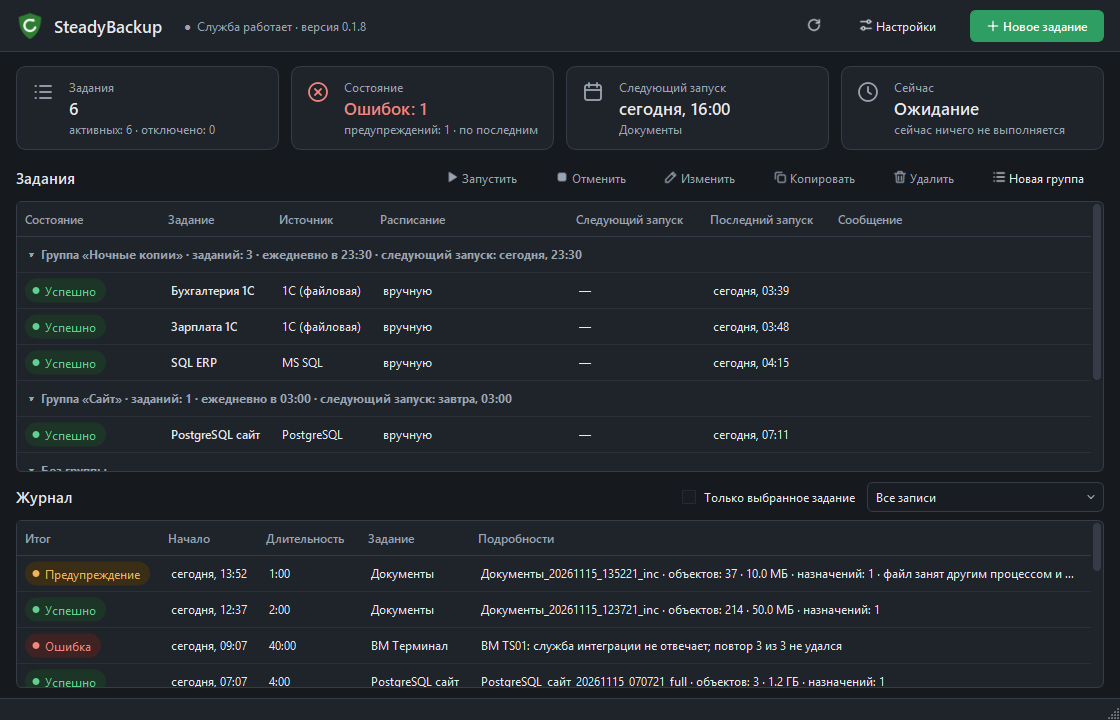 SteadyBackup
Служба работает · версия 0.1.8
Настройки
Новое задание
Задания
6
активных: 6 · отключено: 0
Состояние
Ошибок: 1
предупреждений: 1 · по последним
Следующий запуск
сегодня, 16:00
Документы
Сейчас
Ожидание
сейчас ничего не выполняется
Задания
Запустить
Отменить
Изменить
Копировать
Удалить
Новая группа
Состояние Задание Источник Расписание Следующий запуск Последний запуск Сообщение
Группа «Ночные копии» · заданий: 3 · ежедневно в 23:30 · следующий запуск: сегодня, 23:30
Успешно Бухгалтерия 1С 1С (файловая) вручную — сегодня, 03:39
Успешно Зарплата 1С 1С (файловая) вручную — сегодня, 03:48
Успешно SQL ERP MS SQL вручную — сегодня, 04:15
Группа «Сайт» · заданий: 1 · ежедневно в 03:00 · следующий запуск: завтра, 03:00
Успешно PostgreSQL сайт PostgreSQL вручную — сегодня, 07:11
Без группы
Журнал
Только выбранное задание
Все записи
Итог Начало Длительность Задание Подробности
Предупреждение сегодня, 13:52 1:00 Документы Документы_20261115_135221_inc · объектов: 37 · 10.0 МБ · назначений: 1 · файл занят другим процессом и ...
Успешно сегодня, 12:37 2:00 Документы Документы_20261115_123721_inc · объектов: 214 · 50.0 МБ · назначений: 1
Ошибка сегодня, 09:07 40:00 ВМ Терминал ВМ TS01: служба интеграции не отвечает; повтор 3 из 3 не удался
Успешно сегодня, 07:07 4:00 PostgreSQL сайт PostgreSQL_сайт_20261115_070721_full · объектов: 3 · 1.2 ГБ · назначений: 1